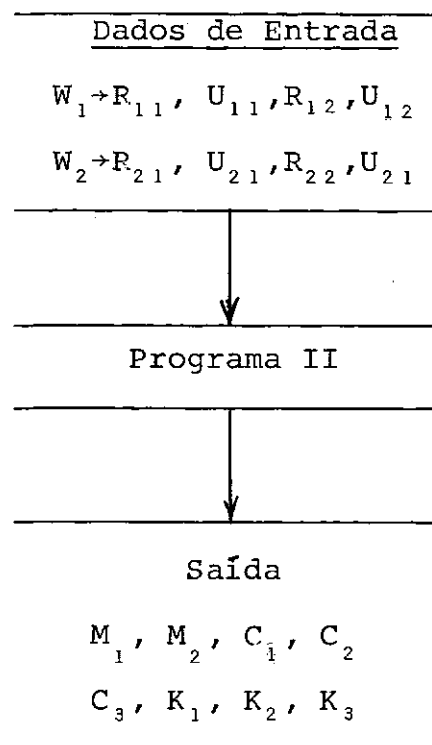 Dados de Entrada
W₁→R₁₁, U₁₁, R₁₂, U₁₂
W₂→R₂₁, U₂₁, R₂₂, U₂₁
Programa II
Saída
M₁, M₂, C₁, C₂
C₃, K₁, K₂, K₃